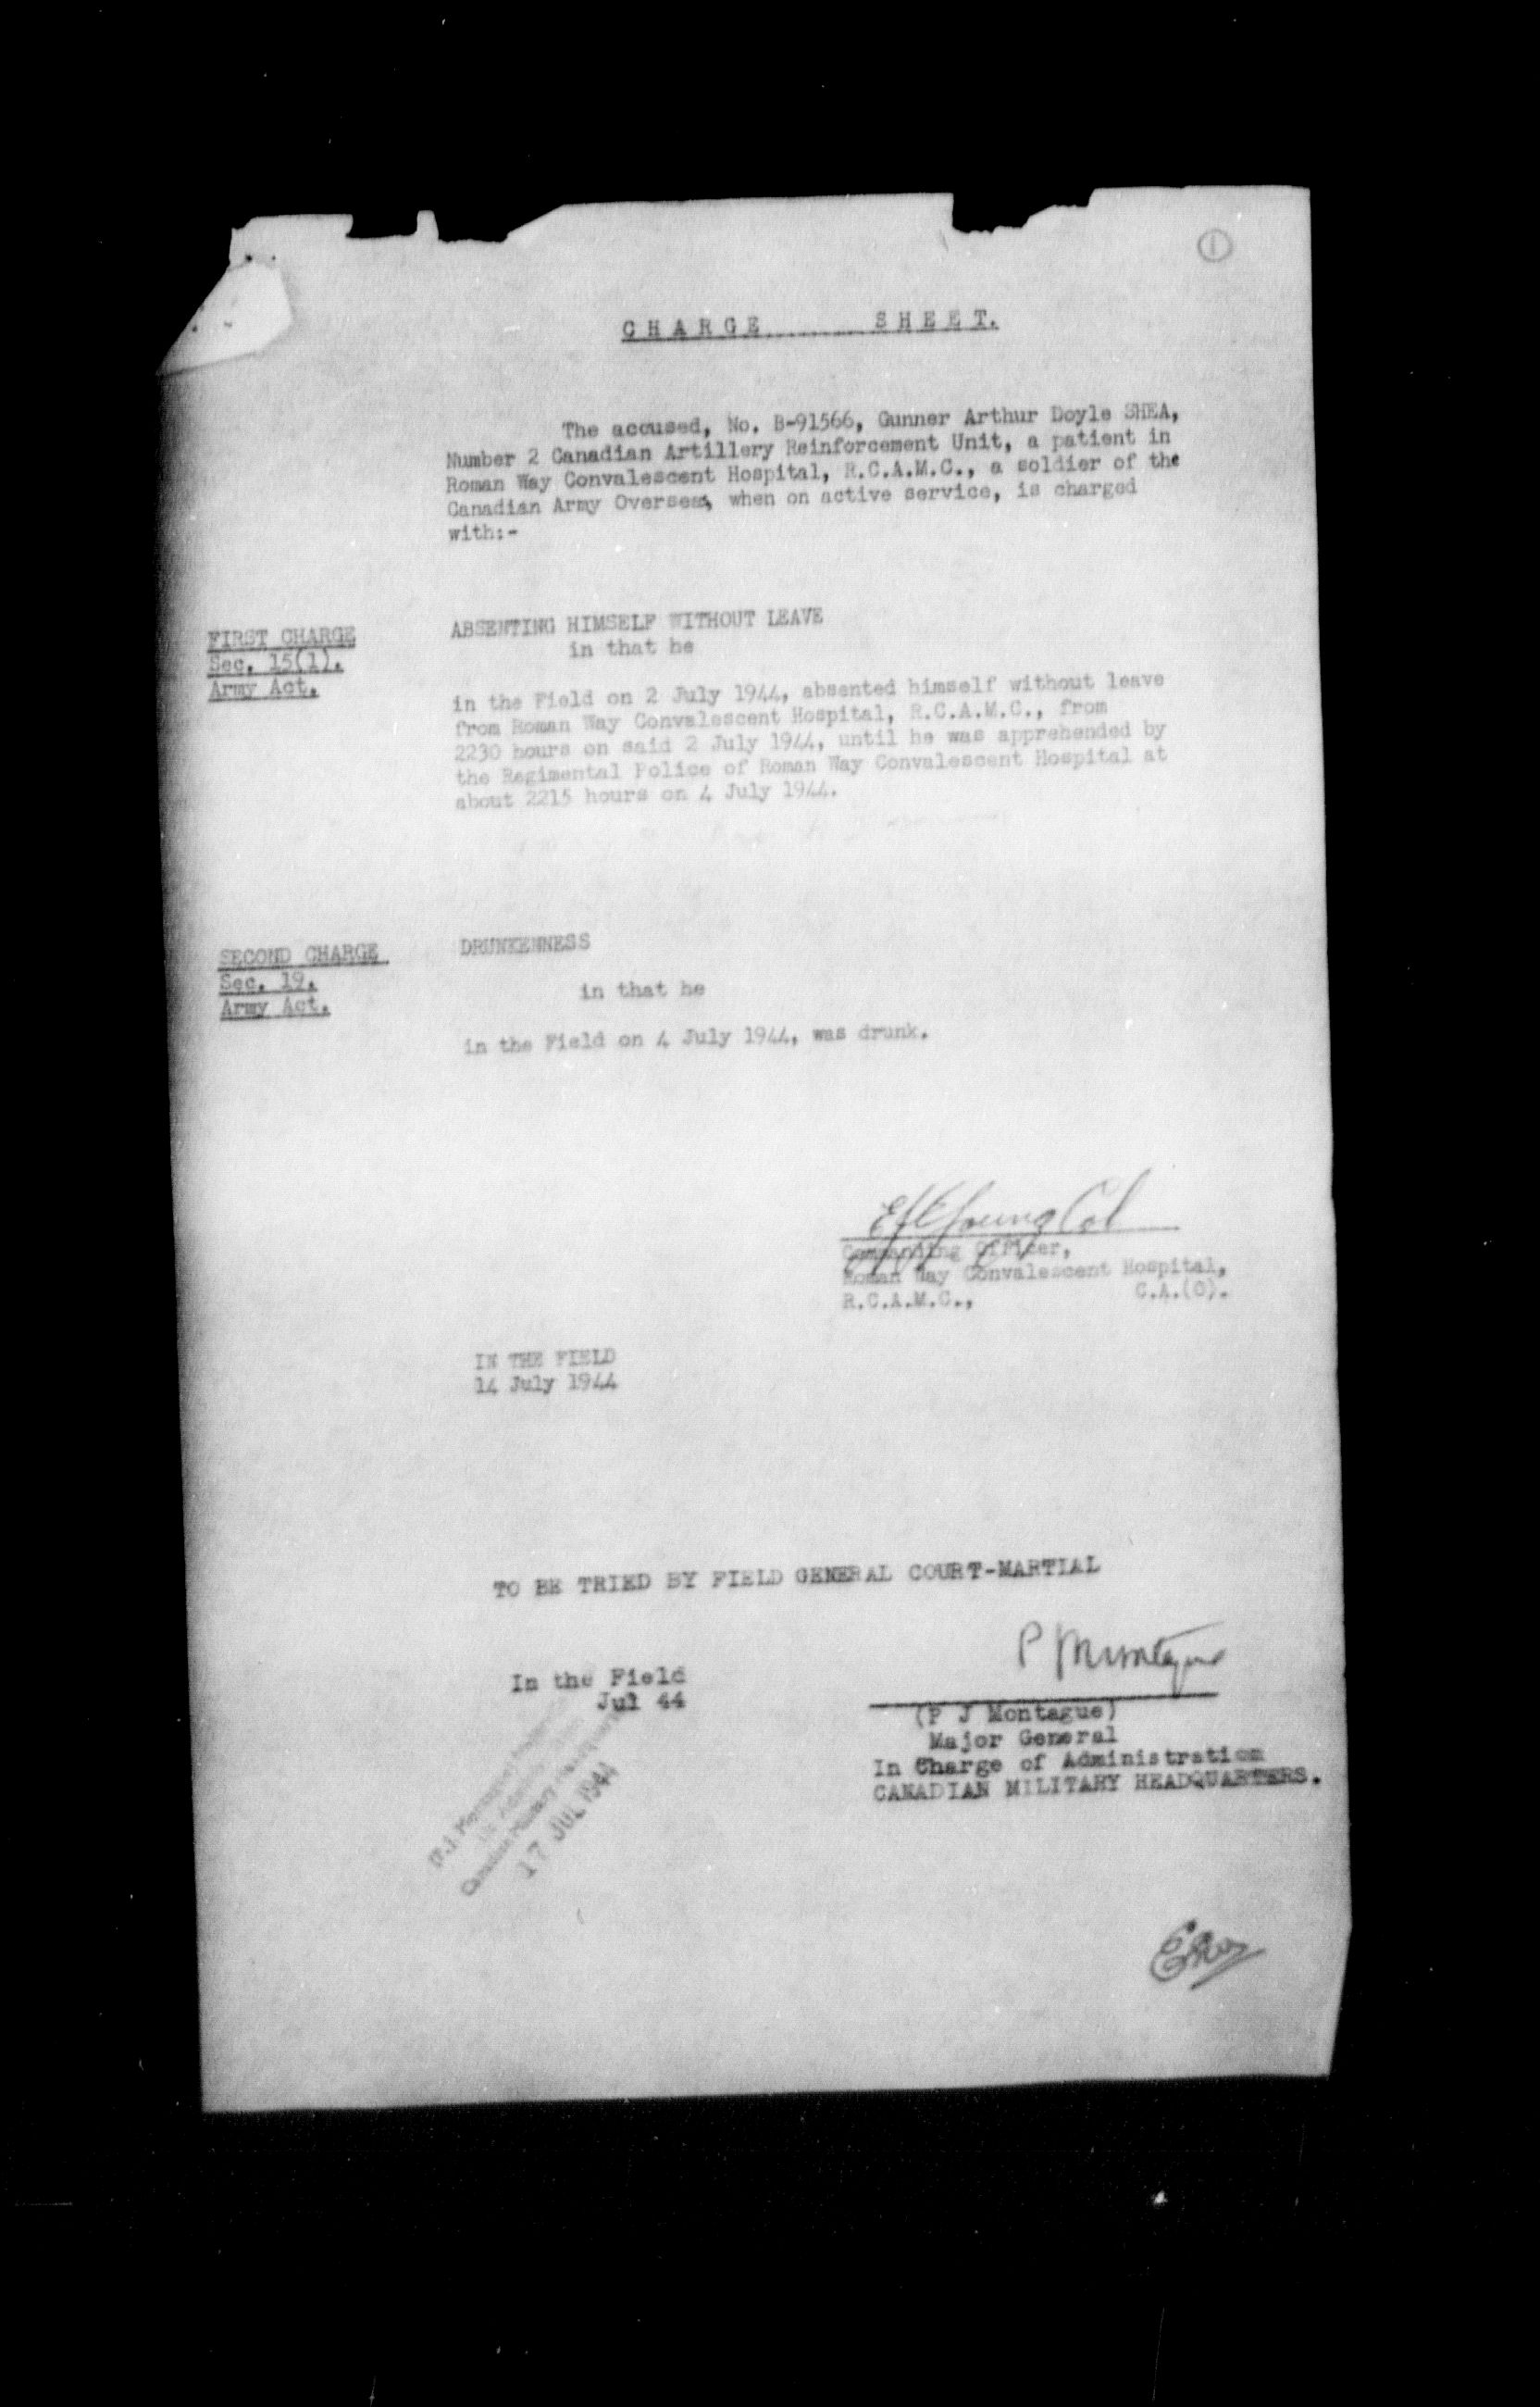 1
CHARGE SHEET.
The accused, No. B-91566, Gunner Arthur Doyle SHEA,
Number 2 Canadian Artillery Reinforcement Unit, a patient in
Roman Way Convalescent Hospital, R.C.A.M.C., a soldier of the
Canadian Army Overseas, when on active service, is charged
with:-
FIRST CHARGE
Sec. 15(1).
Army Act.
ABSENTING HIMSELF WITHOUT LEAVE
in that he
in the Field on 2 July 1944, absented himself without leave
from Roman Way Convalescent Hospital, R.C.A.M.C., from
2230 hours on said 2 July 1944, until he was apprehended by
the Regimental Police of Roman Way Convalescent Hospital at
about 2215 hours on 4 July 1944.
SECOND CHARGE
Sec. 19.
Army Act.
DRUNKENNESS
in that he
in the Field on 4 July 1944, was drunk.
Young Col
Commanding Officer,
Roman Way Convalescent Hospital,
R.C.A.M.C., C.A.(O).
IN THE FIELD
14 July 1944
TO BE TRIED BY FIELD GENERAL COURT-MARTIAL
P Montague
In the Field
Jul 44
(P J Montague)
Major General
In Charge of Administration
CANADIAN MILITARY HEADQUARTERS.
(P.J. Montague)
Canadian Military Headquarters
17 JUL 1944